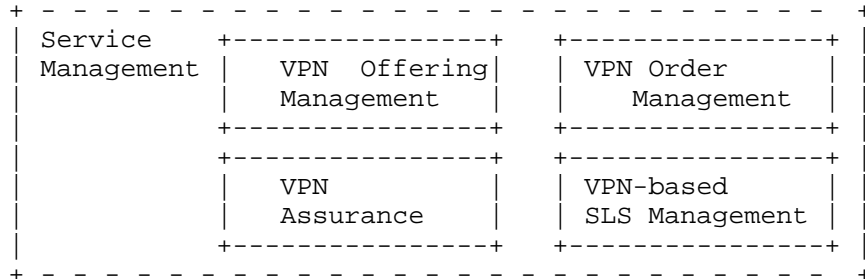 Service
Management
VPN Offering
Management
VPN Order
Management
VPN
Assurance
VPN-based
SLS Management